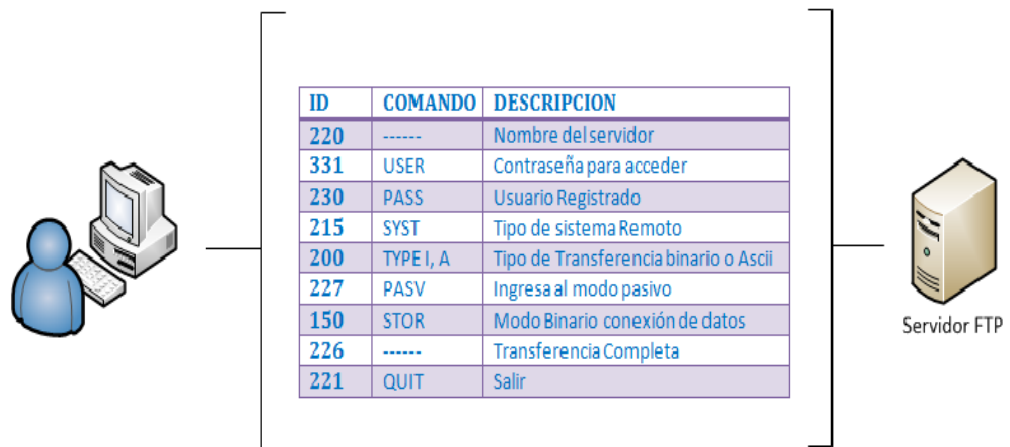 ID COMANDO DESCRIPCION
220 ------ Nombre del servidor
331 USER Contraseña para acceder
230 PASS Usuario Registrado
215 SYST Tipo de sistema Remoto
200 TYPE I, A Tipo de Transferencia binario o Ascii
227 PASV Ingresa al modo pasivo
150 STOR Modo Binario conexión de datos
226 ------ Transferencia Completa
221 QUIT Salir
Servidor FTP